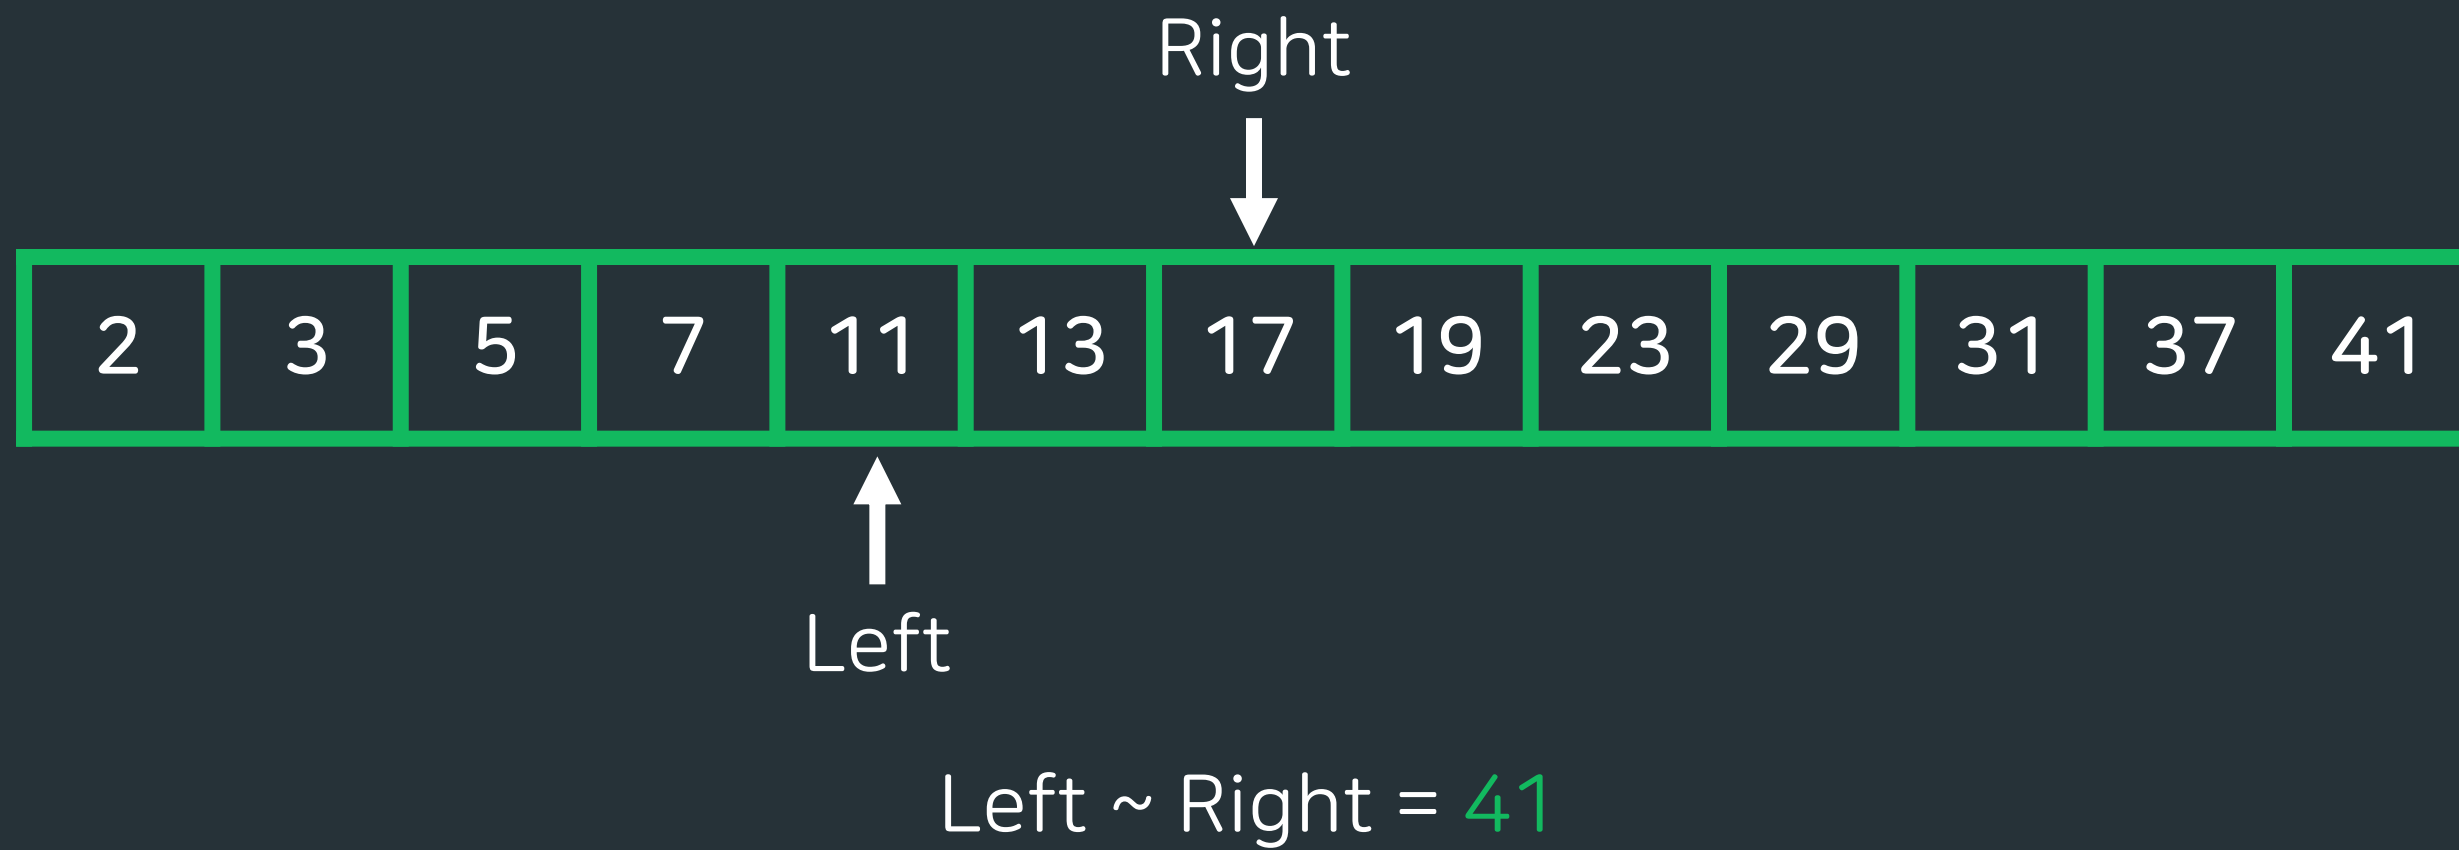 Right
2 3 5 7 11 13 17 19 23 29 31 37 41
Left
Left ~ Right = 41